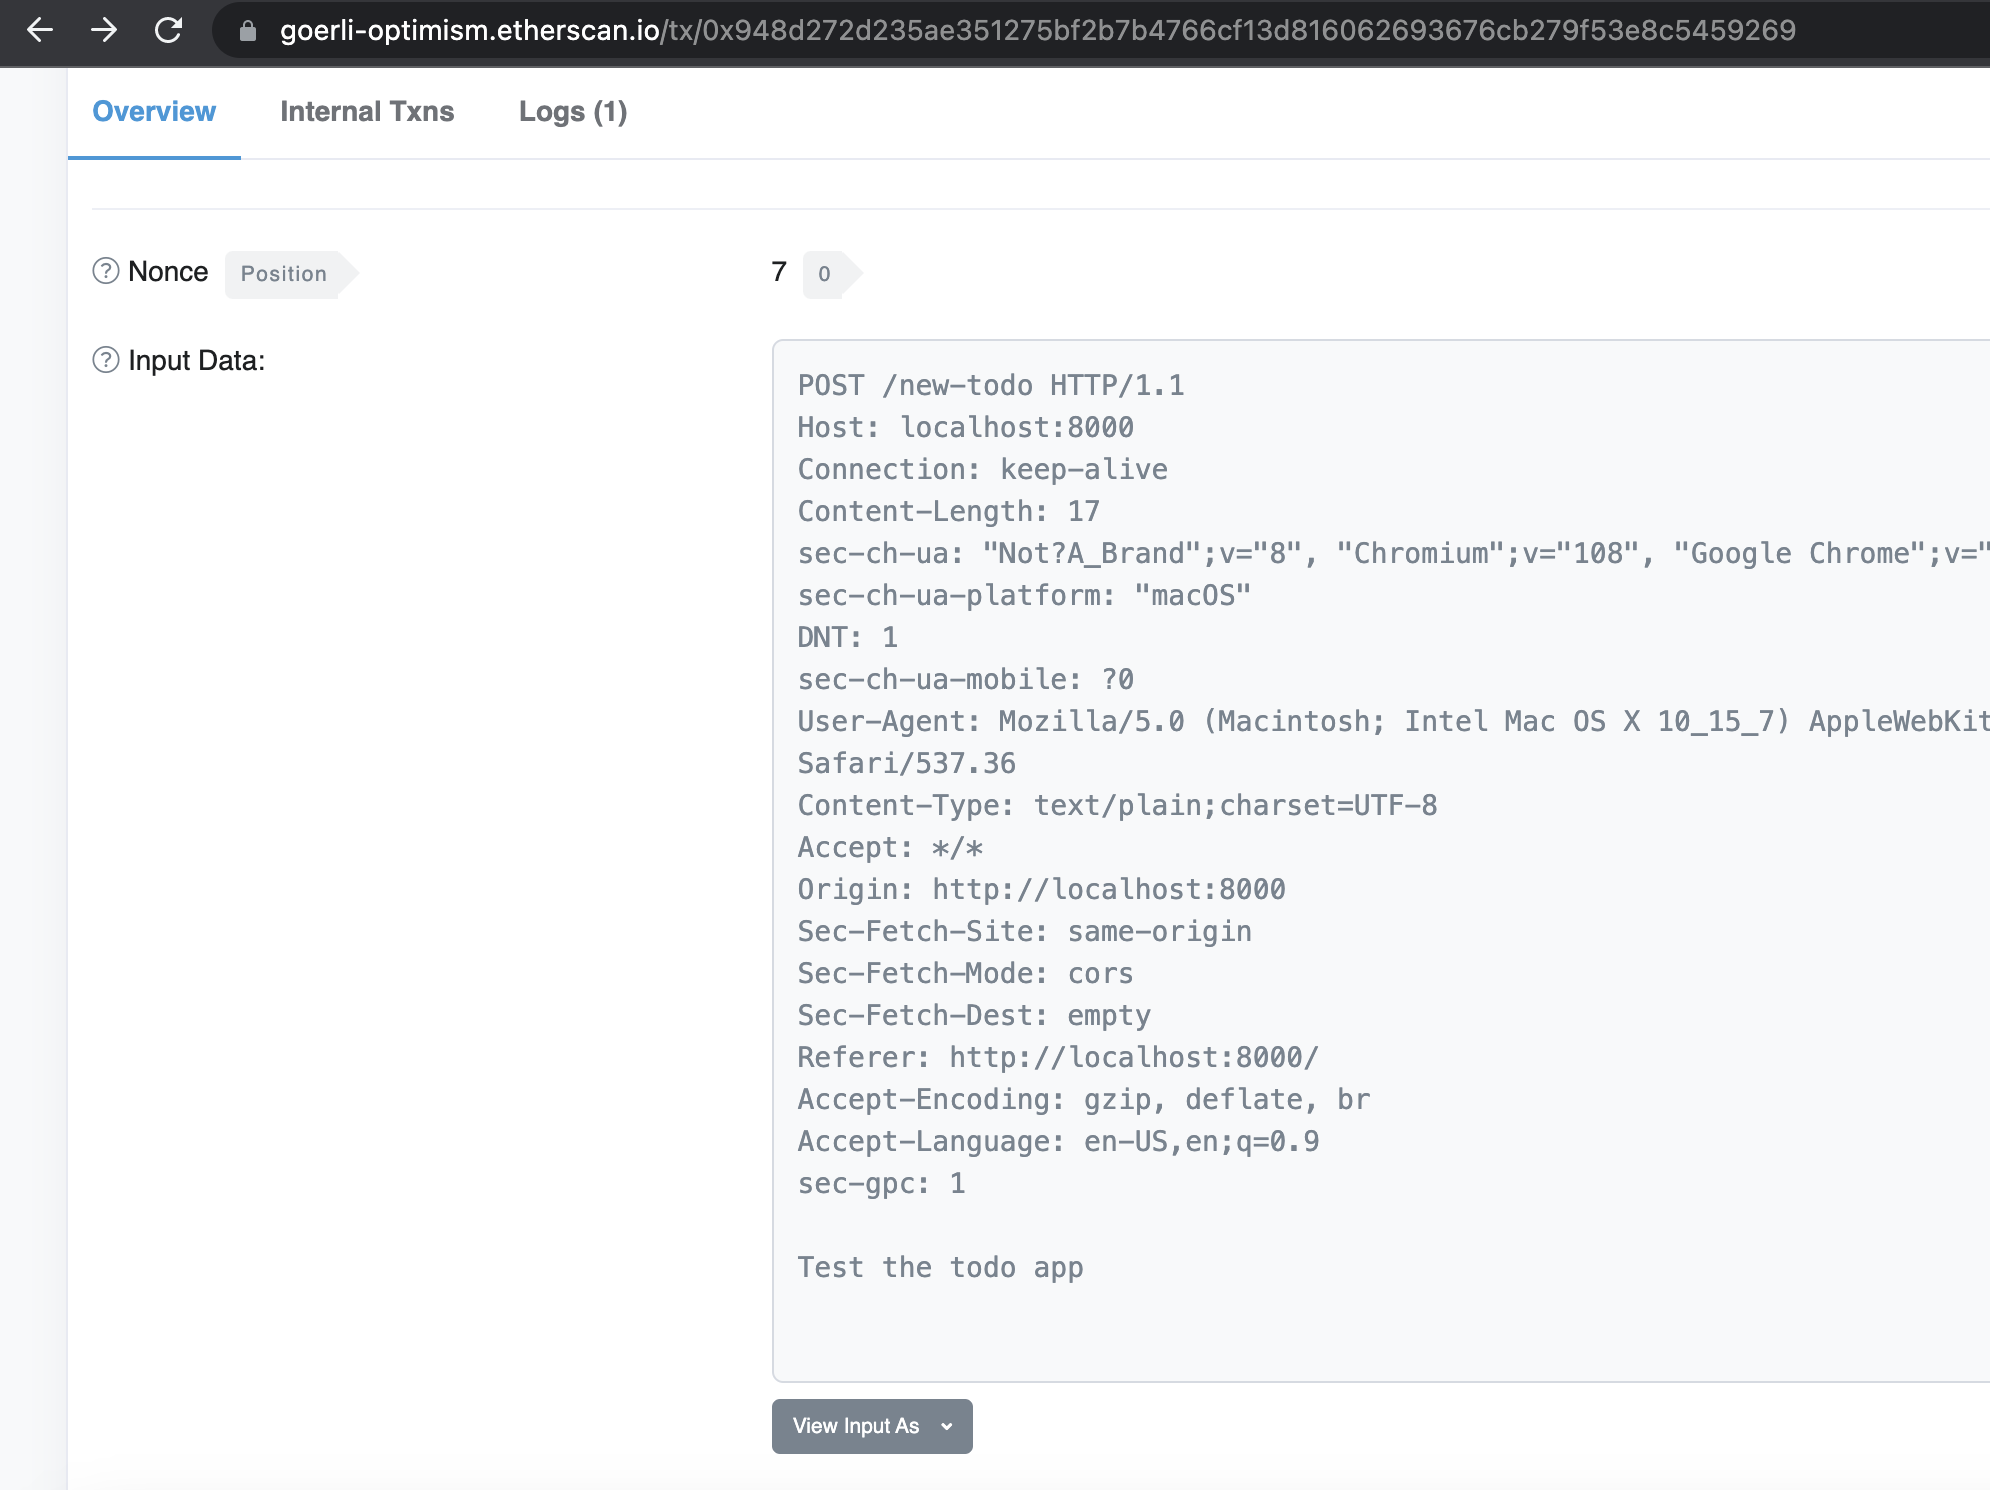 goerli-optimism.etherscan.io/tx/0x948d272d235ae351275bf2b7b4766cf13d816062693676cb279f53e8c5459269
Overview Internal Txns Logs (1)
Nonce Position 7 0
Input Data:
POST /new-todo HTTP/1.1
Host: localhost:8000
Connection: keep-alive
Content-Length: 17
sec-ch-ua: "Not?A_Brand";v="8", "Chromium";v="108", "Google Chrome";v="
sec-ch-ua-platform: "macOS"
DNT: 1
sec-ch-ua-mobile: ?0
User-Agent: Mozilla/5.0 (Macintosh; Intel Mac OS X 10_15_7) AppleWebKit
Safari/537.36
Content-Type: text/plain;charset=UTF-8
Accept: */*
Origin: http://localhost:8000
Sec-Fetch-Site: same-origin
Sec-Fetch-Mode: cors
Sec-Fetch-Dest: empty
Referer: http://localhost:8000/
Accept-Encoding: gzip, deflate, br
Accept-Language: en-US,en;q=0.9
sec-gpc: 1
Test the todo app
View Input As